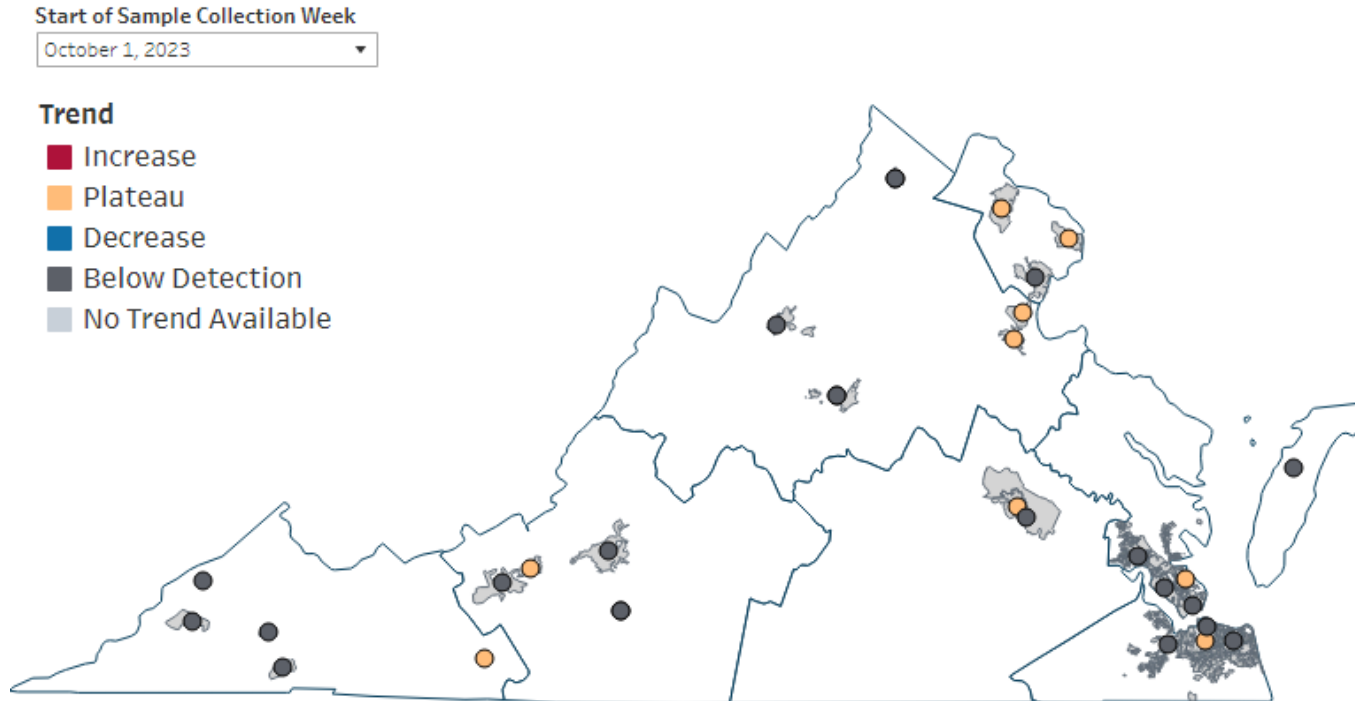 Start of Sample Collection Week
October 1, 2023
Trend
Increase
Plateau
Decrease
Below Detection
No Trend Available